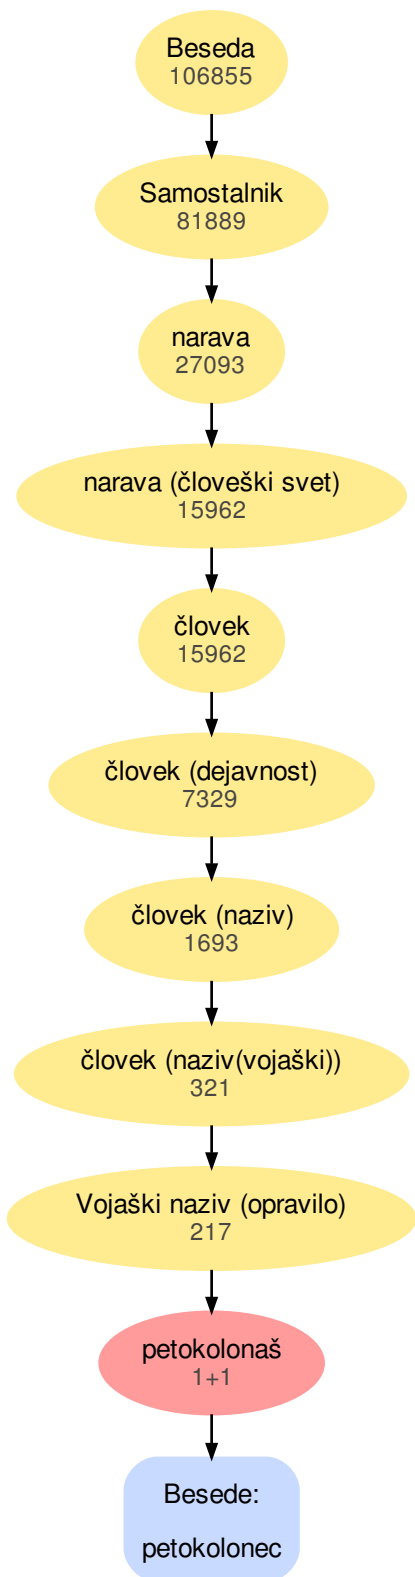 Beseda
106855
Samostalnik
81889
narava
27093
narava (človeški svet)
15962
človek
15962
človek (dejavnost)
7329
človek (naziv)
1693
človek (naziv(vojaški))
321
Vojaški naziv (opravilo)
217
petokolonaš
1+1
Besede:
petokolonec